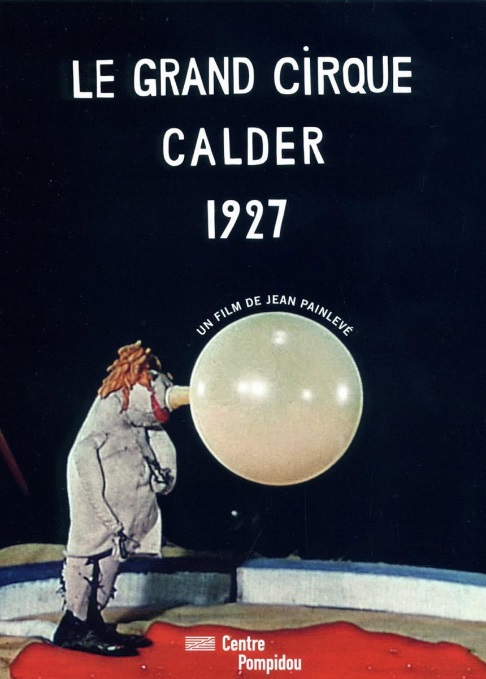 LE GRAND CIRQUE
CALDER
1927
UN FILM DE JEAN PAINLEVÉ
Centre
Pompidou